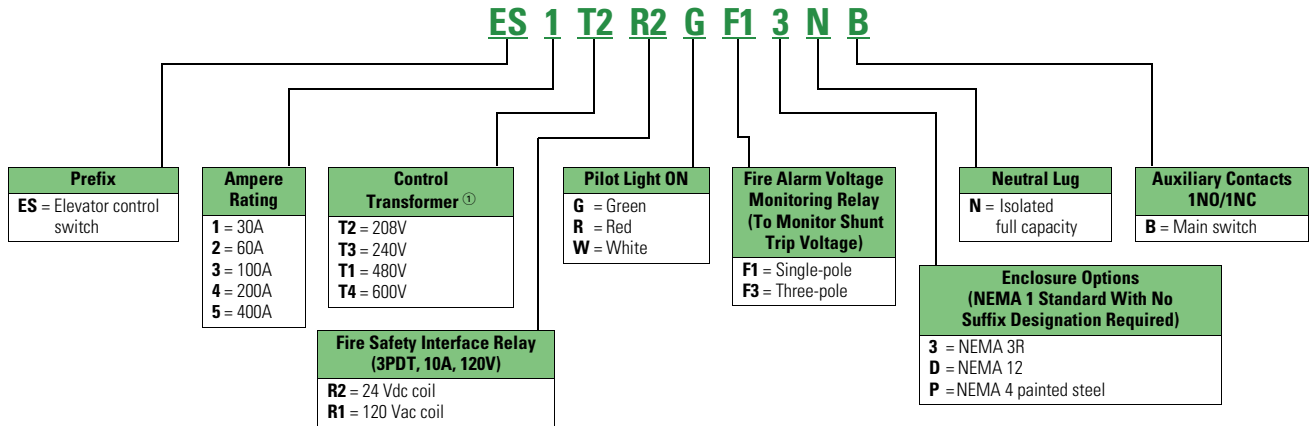 ES 1 T2 R2 G F1 3 N B
Prefix
ES = Elevator control
switch
Ampere
Rating
1 = 30A
2 = 60A
3 = 100A
4 = 200A
5 = 400A
Control
Transformer ①
T2 = 208V
T3 = 240V
T1 = 480V
T4 = 600V
Fire Safety Interface Relay
(3PDT, 10A, 120V)
R2 = 24 Vdc coil
R1 = 120 Vac coil
Pilot Light ON
G = Green
R = Red
W = White
Fire Alarm Voltage
Monitoring Relay
(To Monitor Shunt
Trip Voltage)
F1 = Single-pole
F3 = Three-pole
Enclosure Options
(NEMA 1 Standard With No
Suffix Designation Required)
3 = NEMA 3R
D = NEMA 12
P = NEMA 4 painted steel
Neutral Lug
N = Isolated
full capacity
Auxiliary Contacts
1NO/1NC
B = Main switch